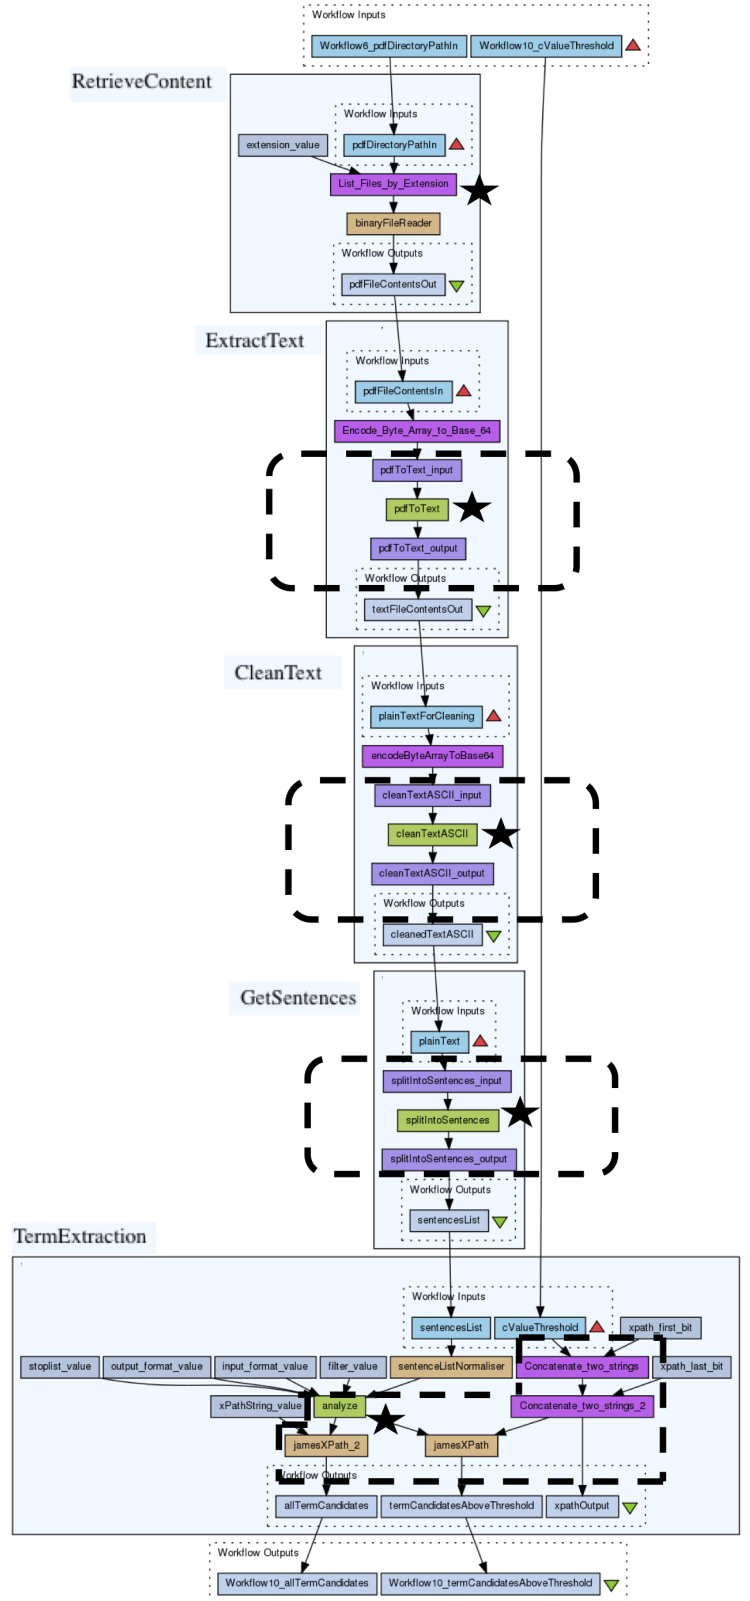 Workflow Inputs
Workflow6_pdfDirectoryPathIn
Workflow10_cValueThreshold
RetrieveContent
Workflow Inputs
extension_value
pdfDirectoryPathIn
List_Files_by_Extension
binaryFileReader
Workflow Outputs
pdfFileContentsOut
ExtractText
Workflow Inputs
pdfFileContentsIn
Encode_Byte_Array_to_Base_64
pdfToText_input
pdfToText
pdfToText_output
Workflow Outputs
textFileContentsOut
CleanText
Workflow Inputs
plainTextForCleaning
encodeByteArrayToBase64
cleanTextASCII_input
cleanTextASCII
cleanTextASCII_output
Workflow Outputs
cleanedTextASCII
GetSentences
Workflow Inputs
plainText
splitIntoSentences_input
splitIntoSentences
splitIntoSentences_output
Workflow Outputs
sentencesList
TermExtraction
Workflow Inputs
sentencesList
cValueThreshold
xpath_first_bit
stoplist_value
output_format_value
input_format_value
filter_value
sentenceListNormaliser
Concatenate_two_strings
xpath_last_bit
xPathString_value
analyze
Concatenate_two_strings_2
jamesXPath_2
jamesXPath
Workflow Outputs
allTermCandidates
termCandidatesAboveThreshold
xpathOutput
Workflow Outputs
Workflow10_allTermCandidates
Workflow10_termCandidatesAboveThreshold